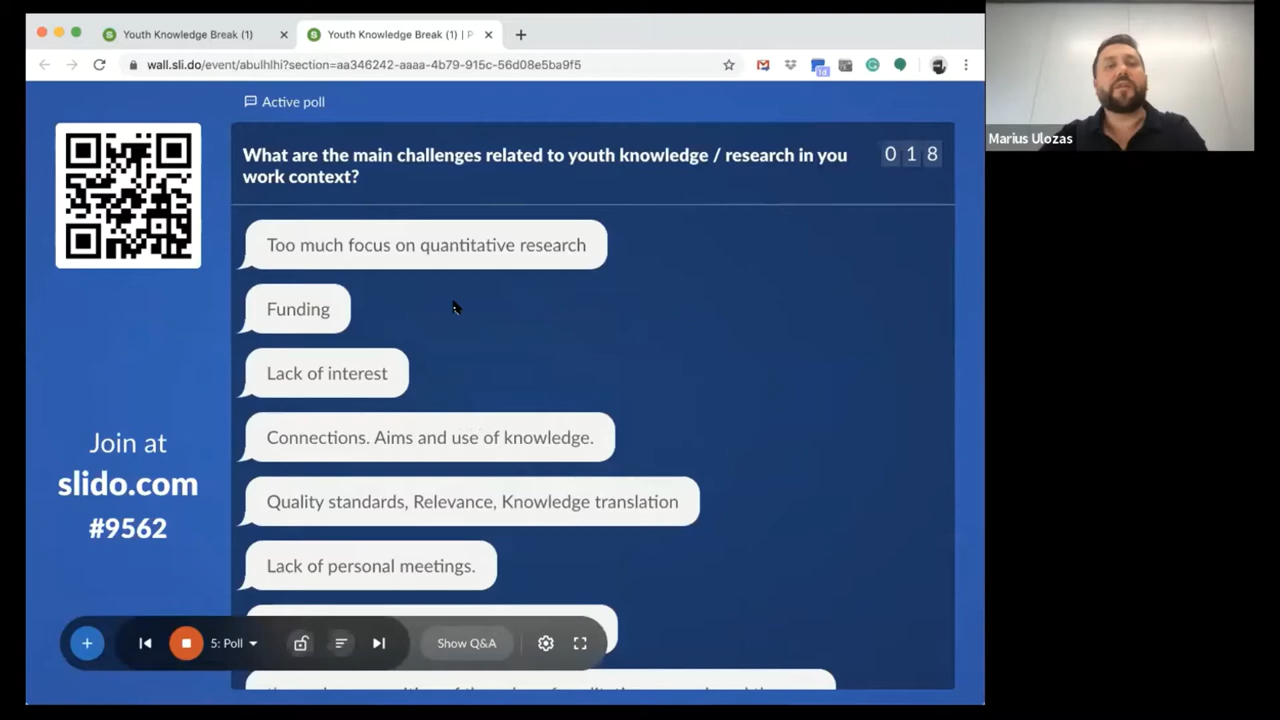 Youth Knowledge Break (1)
Youth Knowledge Break (1) | P
wall.sli.do/event/abulhlhi?section=aa346242-aaaa-4b79-915c-56d08e5ba9f5
1d
Active poll
What are the main challenges related to youth knowledge / research in you
work context?
0 1 8
Too much focus on quantitative research
Funding
Lack of interest
Connections. Aims and use of knowledge.
Quality standards, Relevance, Knowledge translation
Lack of personal meetings.
Join at
slido.com
#9562
5: Poll
Show Q&A
Marius Ulozas